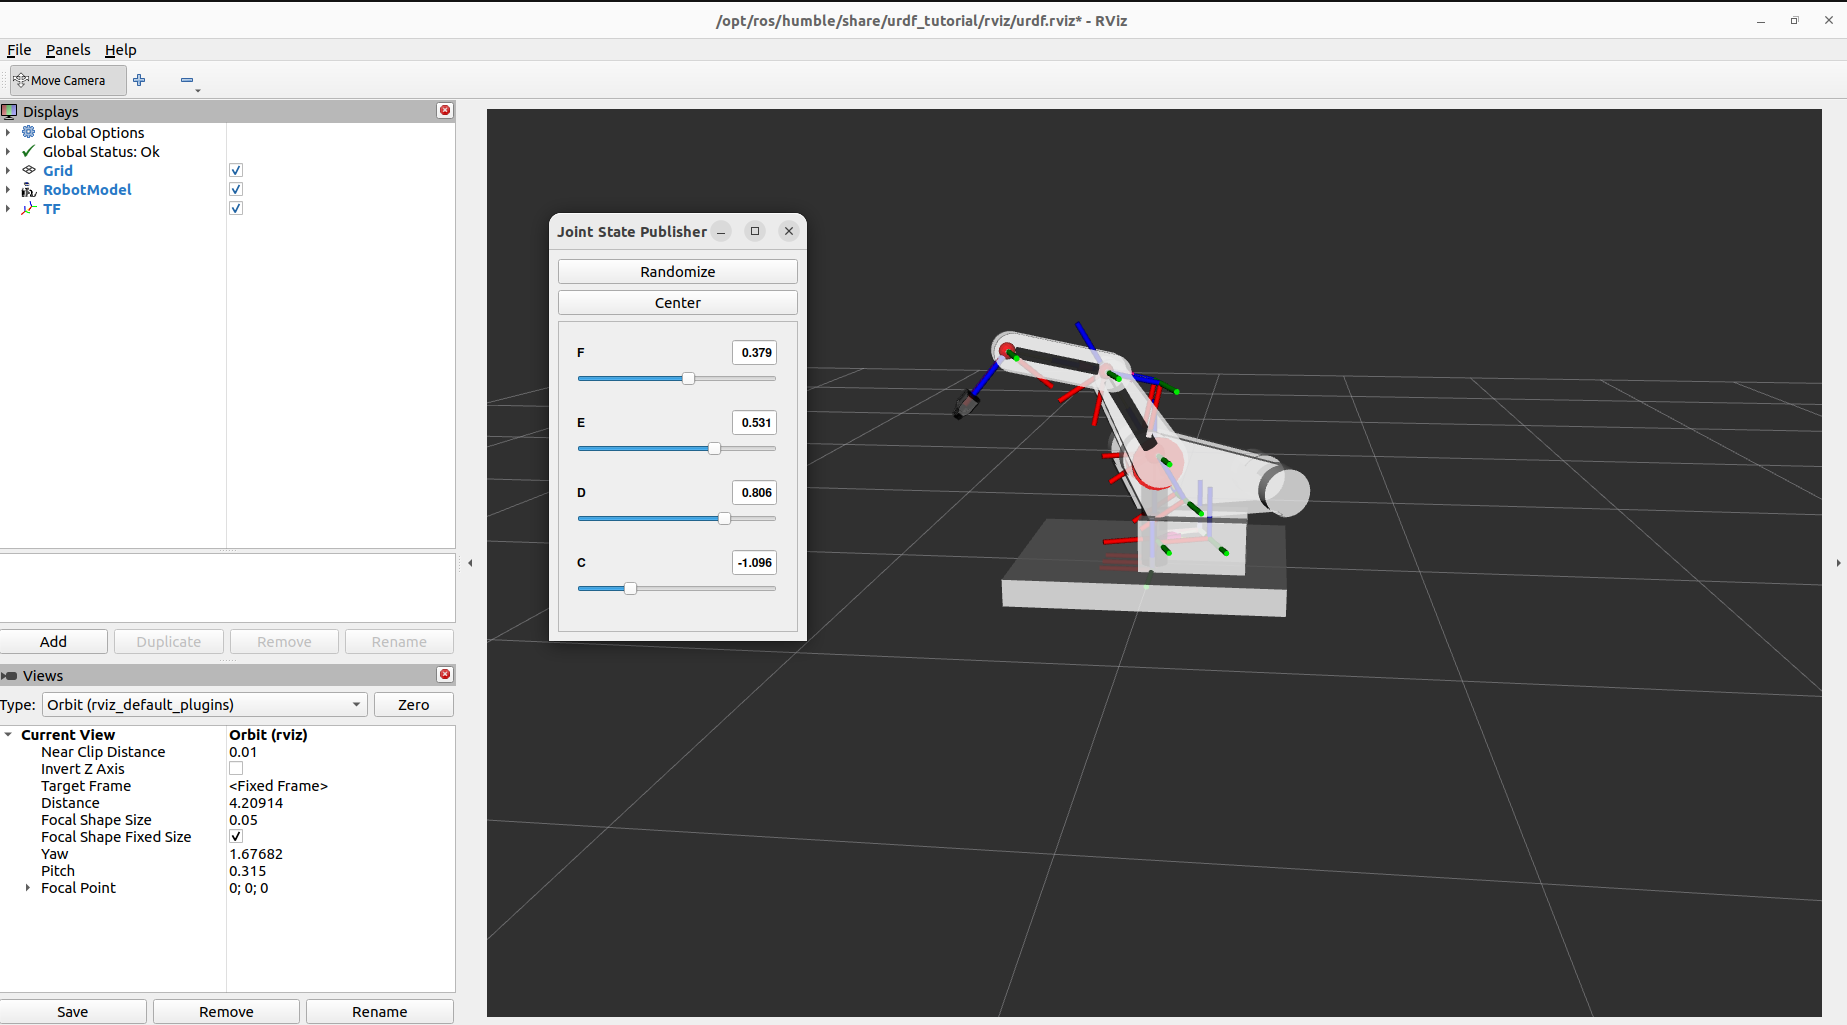 /opt/ros/humble/share/urdf_tutorial/rviz/urdf.rviz* - RViz
File Panels Help
Move Camera
Displays
Global Options
Global Status: Ok
Grid
RobotModel
TF
Add Duplicate Remove Rename
Views
Type: Orbit (rviz_default_plugins) Zero
Current View Orbit (rviz)
Near Clip Distance 0.01
Invert Z Axis
Target Frame <Fixed Frame>
Distance 4.20914
Focal Shape Size 0.05
Focal Shape Fixed Size
Yaw 1.67682
Pitch 0.315
Focal Point 0; 0; 0
Save Remove Rename
Joint State Publisher
Randomize
Center
F 0.379
E 0.531
D 0.806
C -1.096